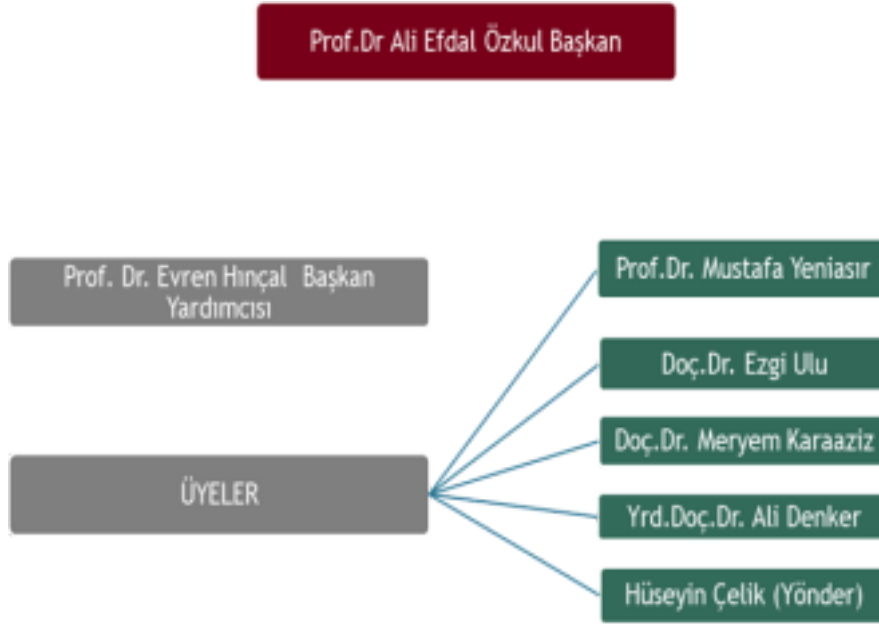 Prof.Dr Ali Efdal Özkul Başkan
Prof. Dr. Evren Hınçal Başkan
Yardımcısı
ÜYELER
Prof.Dr. Mustafa Yeniasır
Doç.Dr. Ezgi Ulu
Doç.Dr. Meryem Karaaziz
Yrd.Doç.Dr. Ali Denker
Hüseyin Çelik (Yönder)